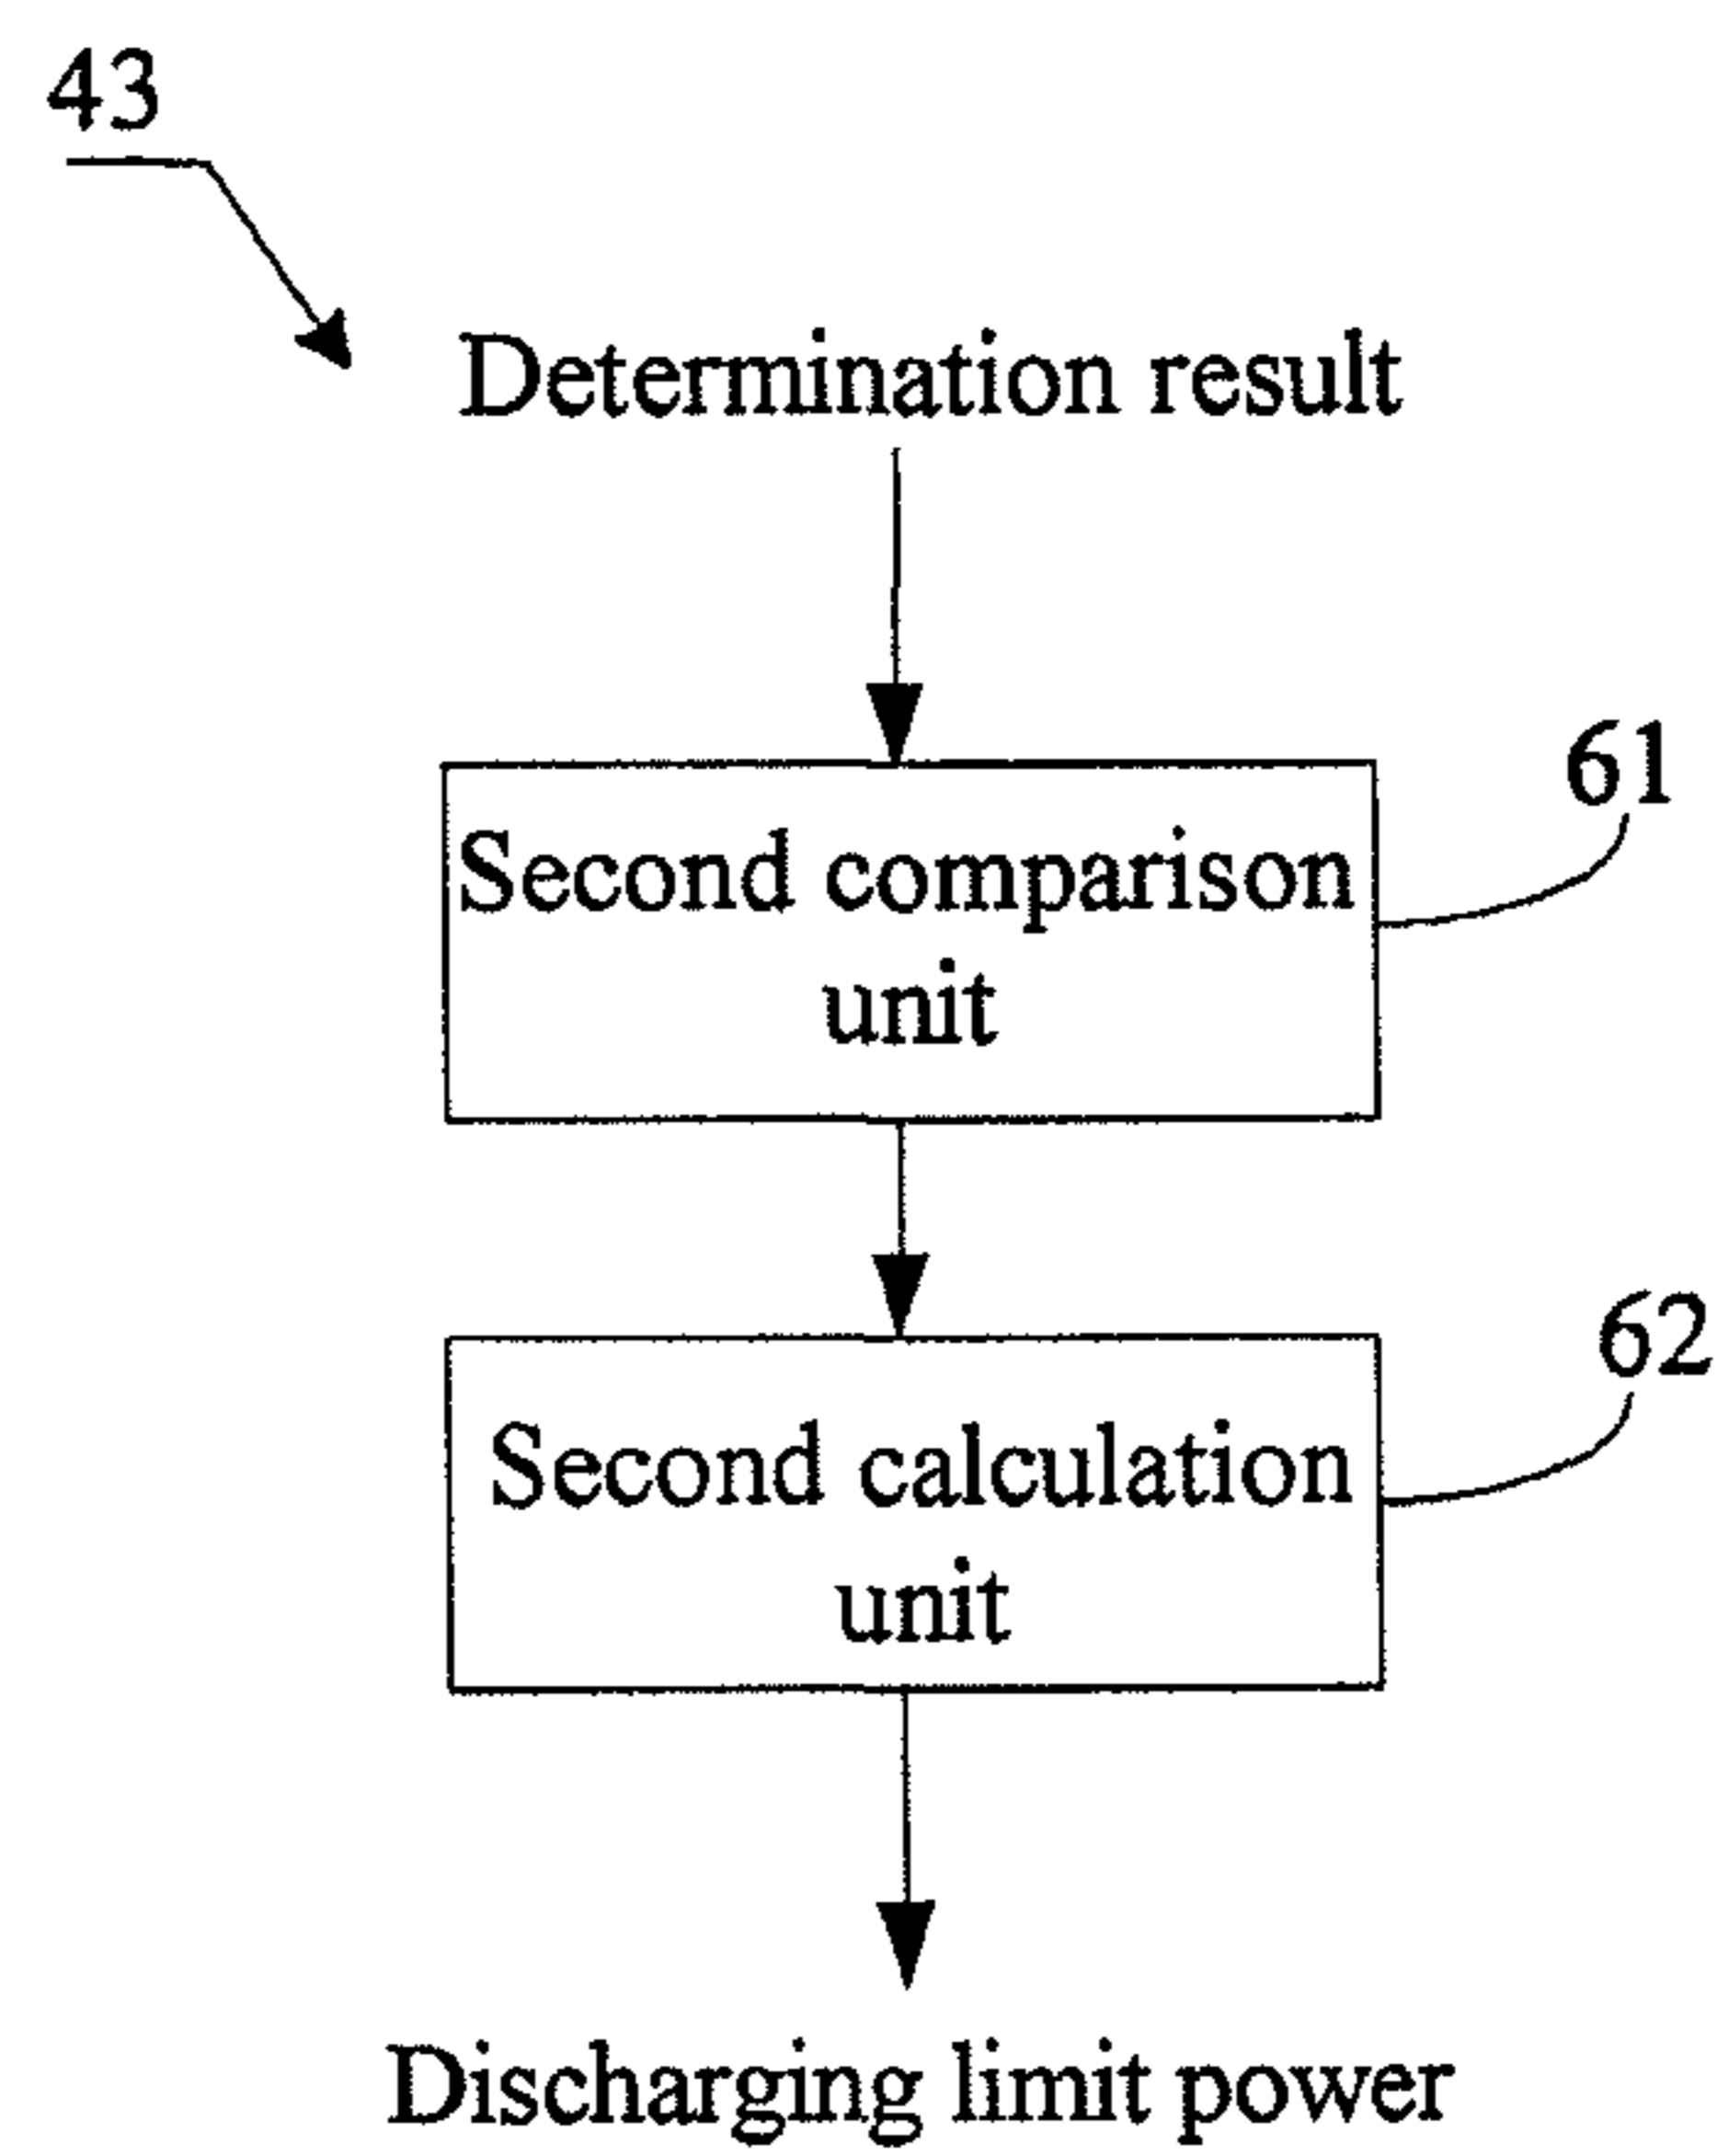 43
Determination result
61
Second comparison
unit
62
Second calculation
unit
Discharging limit power